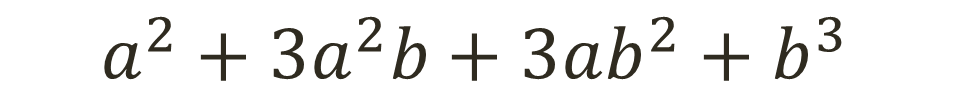 a² + 3a²b + 3ab² + b³